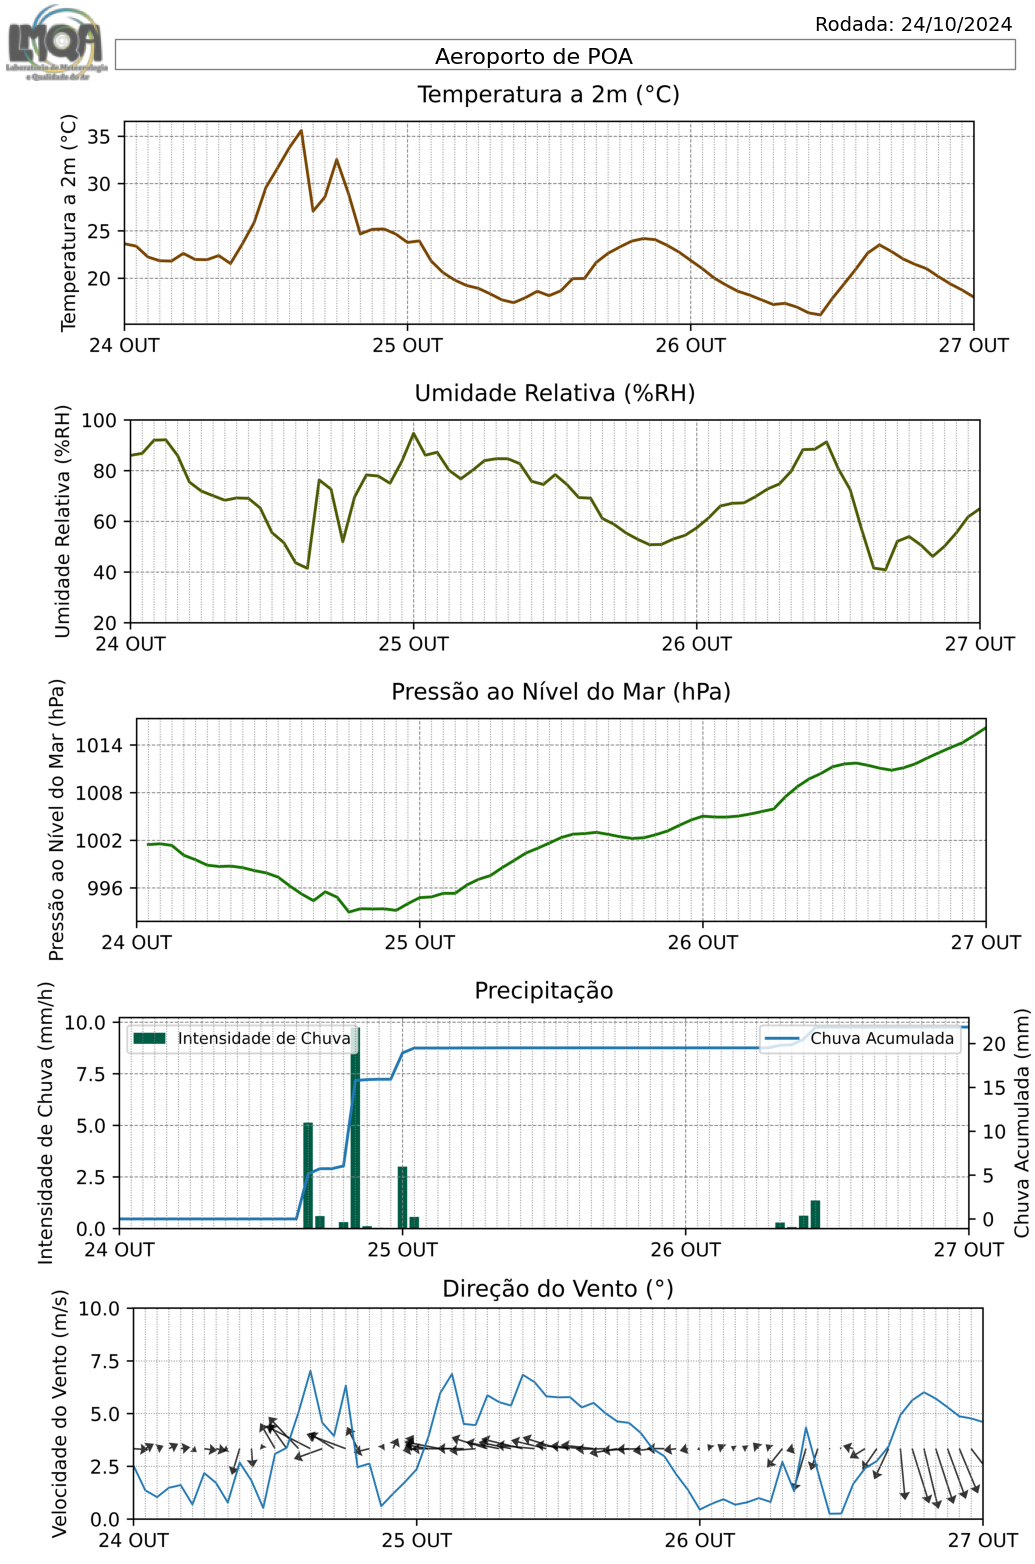 LMQA
Laboratório de Meteorologia
e Qualidade do Ar
Rodada: 24/10/2024
Aeroporto de POA
Temperatura a 2m (°C)
Temperatura a 2m (°C)
35
30
25
20
24 OUT 25 OUT 26 OUT 27 OUT
Umidade Relativa (%RH)
Umidade Relativa (%RH)
100
80
60
40
20
24 OUT 25 OUT 26 OUT 27 OUT
Pressão ao Nível do Mar (hPa)
Pressão ao Nível do Mar (hPa)
1014
1008
1002
996
24 OUT 25 OUT 26 OUT 27 OUT
Precipitação
Intensidade de Chuva (mm/h)
10.0
7.5
5.0
2.5
0.0
Intensidade de Chuva
Chuva Acumulada
20
15
10
5
0
Chuva Acumulada (mm)
24 OUT 25 OUT 26 OUT 27 OUT
Direção do Vento (°)
Velocidade do Vento (m/s)
10.0
7.5
5.0
2.5
0.0
24 OUT 25 OUT 26 OUT 27 OUT